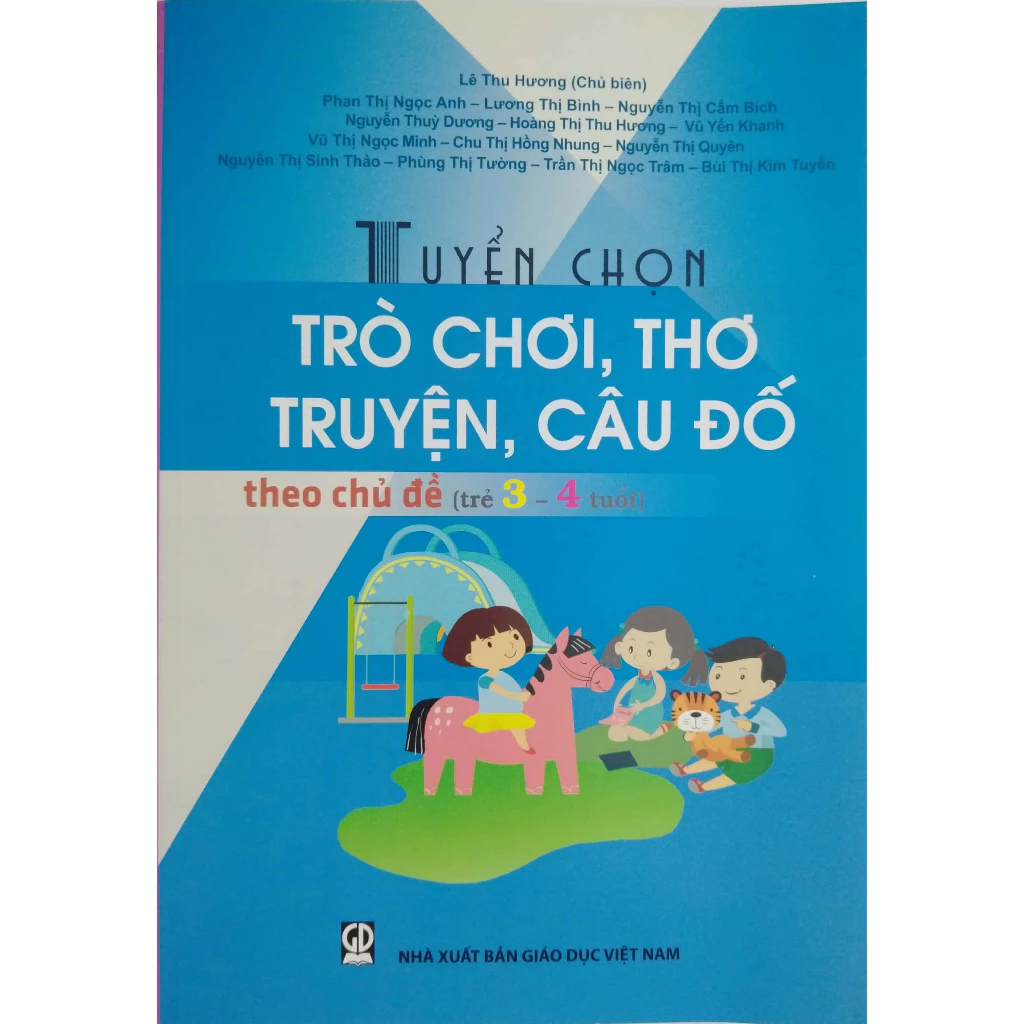 Lê Thu Hương (Chủ biên)
Phan Thị Ngọc Anh – Lương Thị Bình – Nguyễn Thị Cẩm Bích
Nguyễn Thuỳ Dương – Hoàng Thị Thu Hương – Vũ Yến Khanh
Vũ Thị Ngọc Minh – Chu Thị Hồng Nhung – Nguyễn Thị Quyên
Nguyễn Thị Sinh Thảo – Phùng Thị Tường – Trần Thị Ngọc Trâm – Bùi Thị Kim Tuyến
TUYỂN CHỌN
TRÒ CHƠI, THƠ
TRUYỆN, CÂU ĐỐ
theo chủ đề (trẻ 3 – 4 tuổi)
GD
NHÀ XUẤT BẢN GIÁO DỤC VIỆT NAM